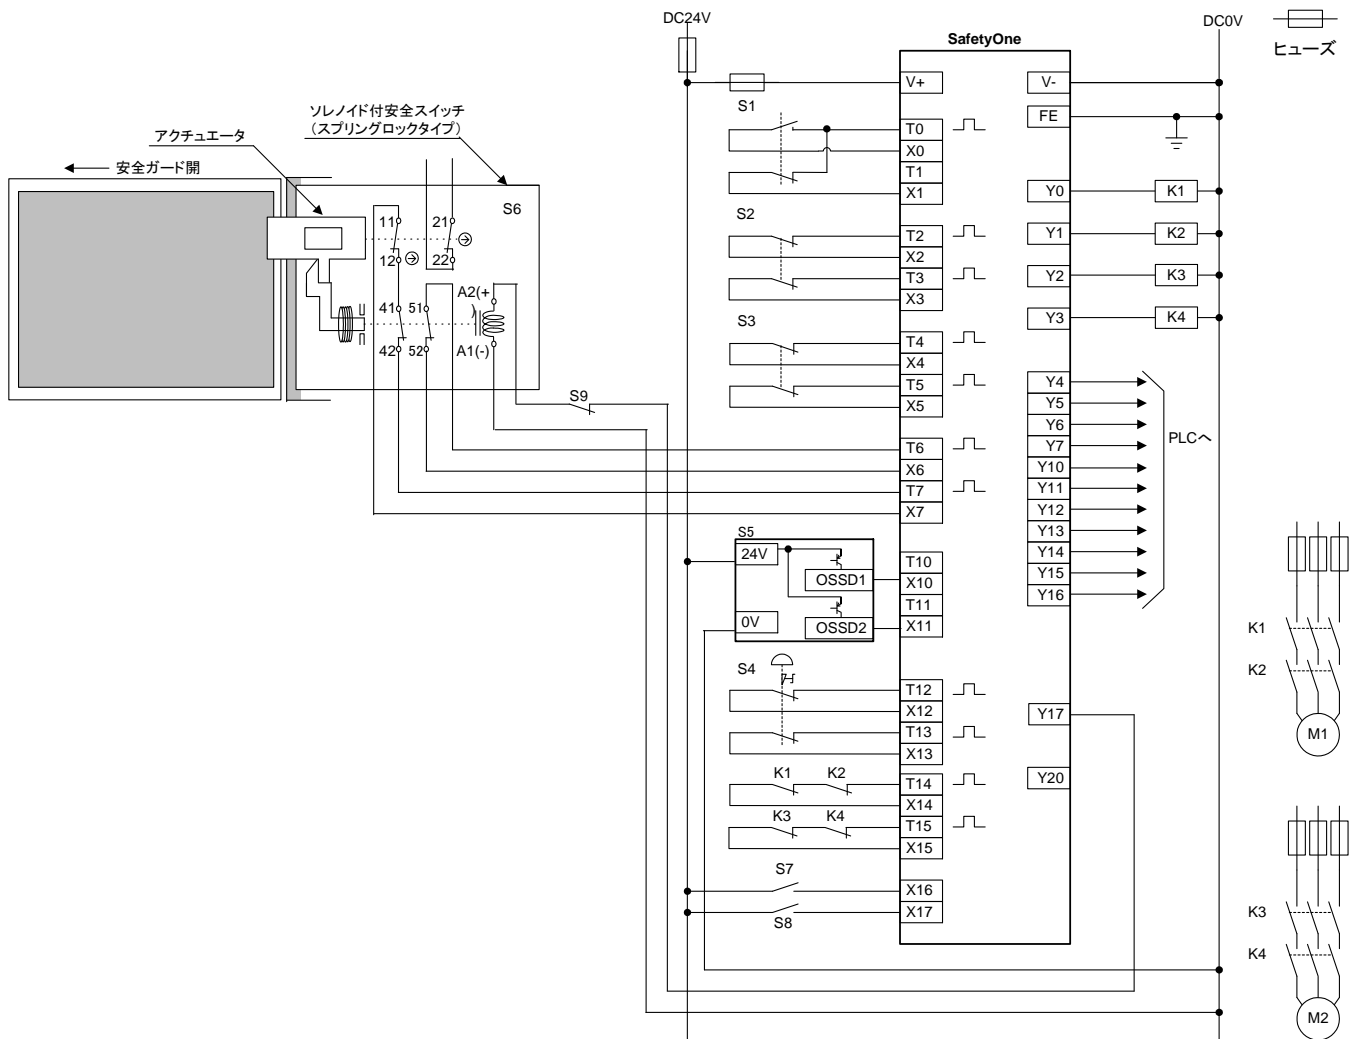 DC24V
DC0V
ヒューズ
SafetyOne
ソレノイド付安全スイッチ
（スプリングロックタイプ）
アクチュエータ
安全ガード開
S6
11
21
12
22
A2(+
)
41
51
42
52
A1(-)
S9
S1
S2
S3
S5
24V
OSSD1
0V
OSSD2
S4
K1
K2
K3
K4
S7
S8
V+
T0
X0
T1
X1
T2
X2
T3
X3
T4
X4
T5
X5
T6
X6
T7
X7
T10
X10
T11
X11
T12
X12
T13
X13
T14
X14
T15
X15
X16
X17
V-
FE
Y0
K1
Y1
K2
Y2
K3
Y3
K4
Y4
Y5
Y6
Y7
Y10
Y11
Y12
Y13
Y14
Y15
Y16
PLCへ
Y17
Y20
K1
K2
M1
K3
K4
M2